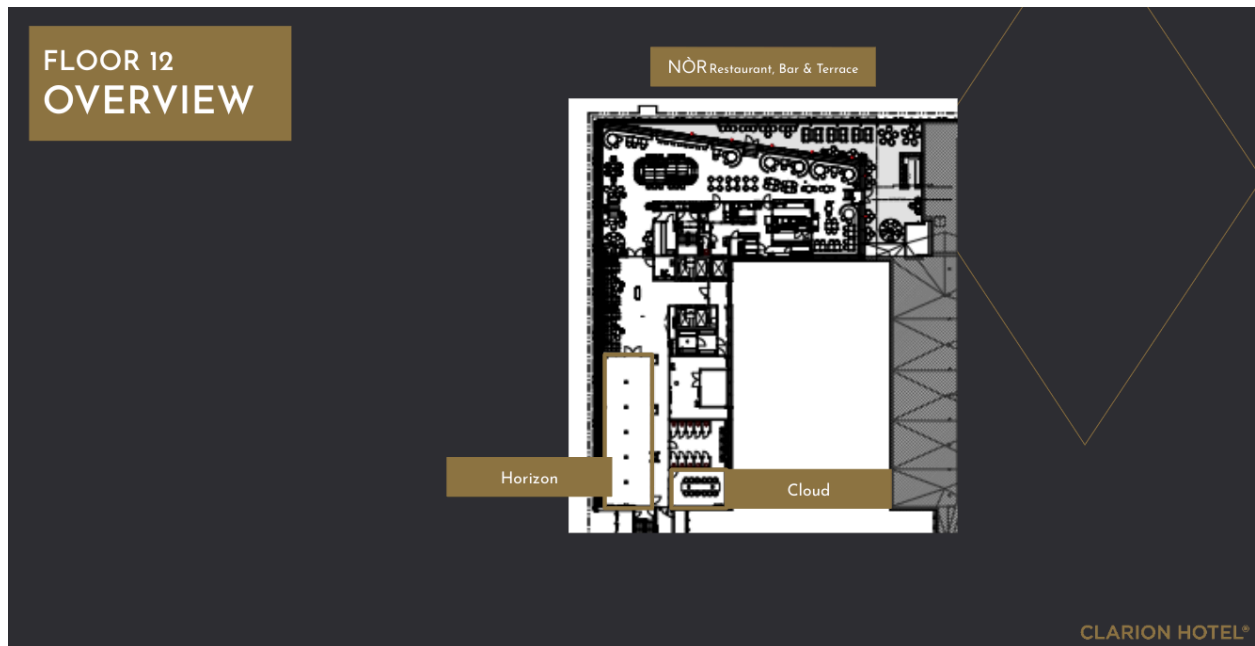 FLOOR 12
OVERVIEW
NÒR Restaurant, Bar & Terrace
Horizon
Cloud
CLARION HOTEL®